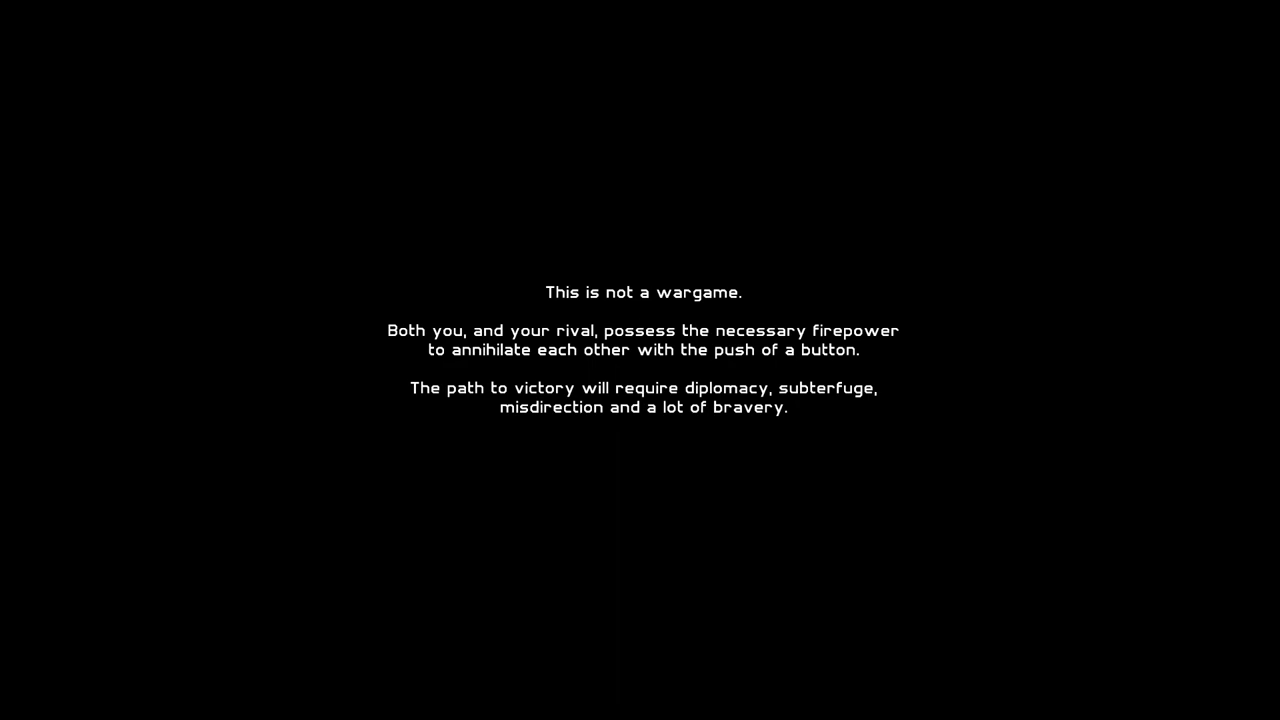 This is not a wargame.
Both you, and your rival, possess the necessary firepower
to annihilate each other with the push of a button.
The path to victory will require diplomacy, subterfuge,
misdirection and a lot of bravery.